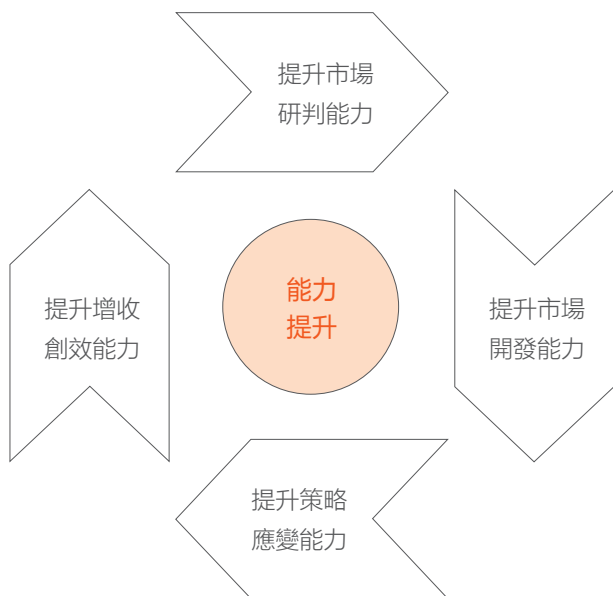 提升市場
研判能力
提升增收
創效能力
能力
提升
提升市場
開發能力
提升策略
應變能力